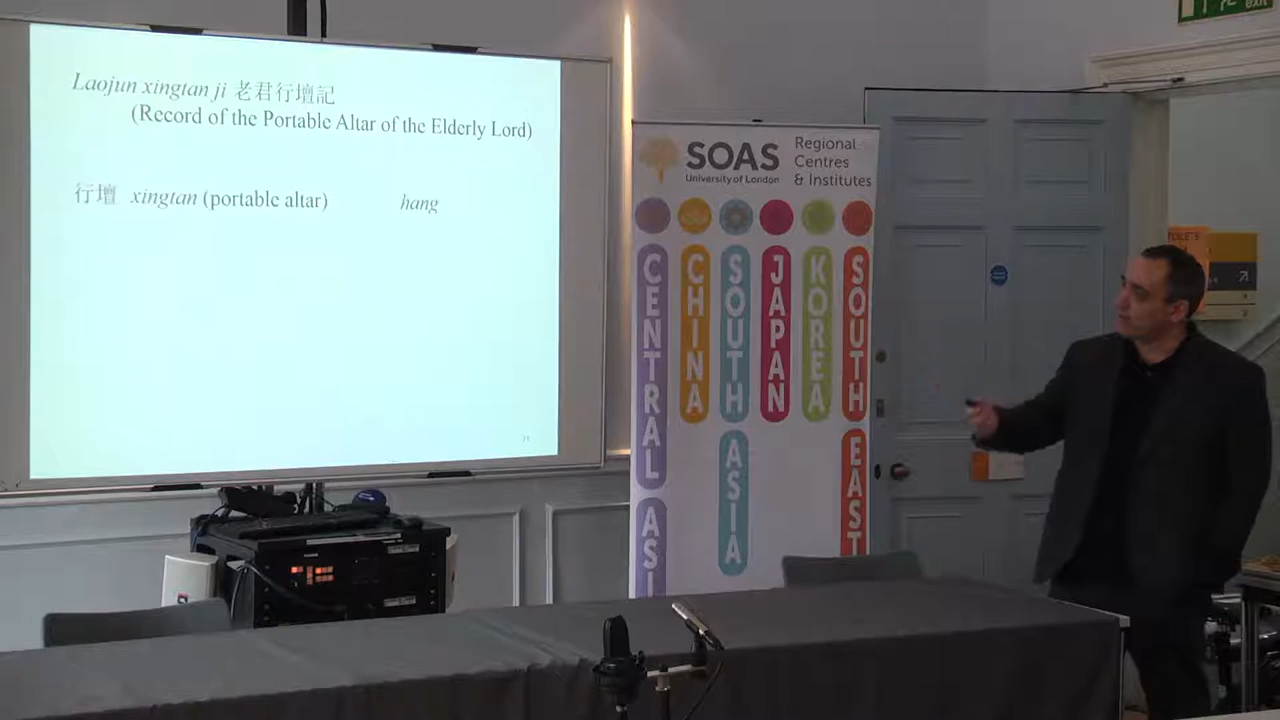 Laojun xingtan ji 老君行壇記
(Record of the Portable Altar of the Elderly Lord)
行壇 xingtan (portable altar) hang
SOAS
University of London
Regional
Centres
& Institutes
CENTRAL ASI
CHINA
SOUTH ASIA
JAPAN
KOREA
SOUTH EAST
exit